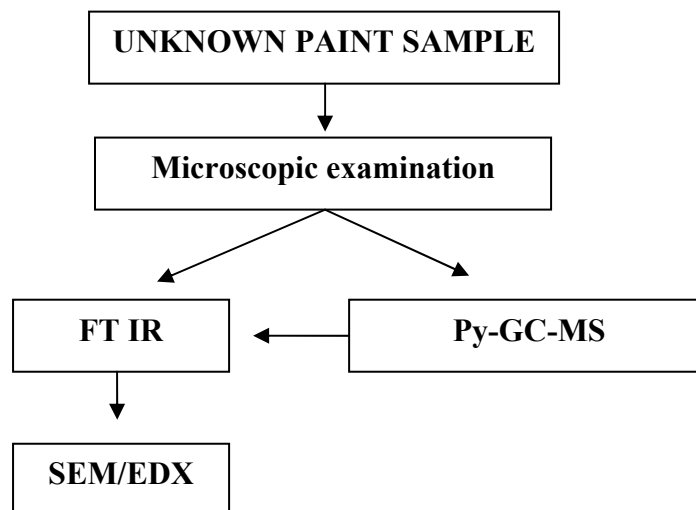 UNKNOWN PAINT SAMPLE
Microscopic examination
FT IR
Py-GC-MS
SEM/EDX